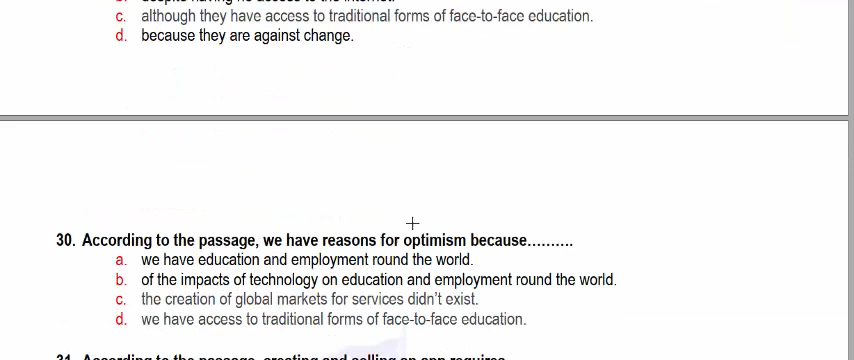 c. although they have access to traditional forms of face-to-face education.
d. because they are against change.
30. According to the passage, we have reasons for optimism because..........
a. we have education and employment round the world.
b. of the impacts of technology on education and employment round the world.
c. the creation of global markets for services didn't exist.
d. we have access to traditional forms of face-to-face education.